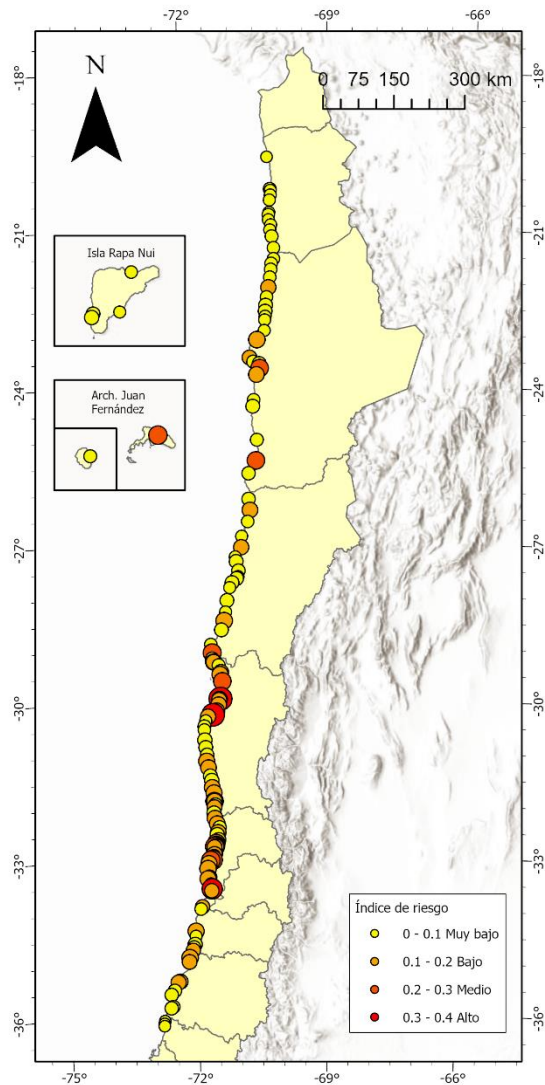 -72° -69° -66°
N
0 75 150 300 km
-18°
-18°
-21°
-21°
Isla Rapa Nui
-24°
-24°
Arch. Juan
Fernández
-27°
-27°
-30°
-30°
-33°
-33°
Índice de riesgo
0 - 0.1 Muy bajo
0.1 - 0.2 Bajo
0.2 - 0.3 Medio
0.3 - 0.4 Alto
-36°
-36°
-75° -72° -69° -66°